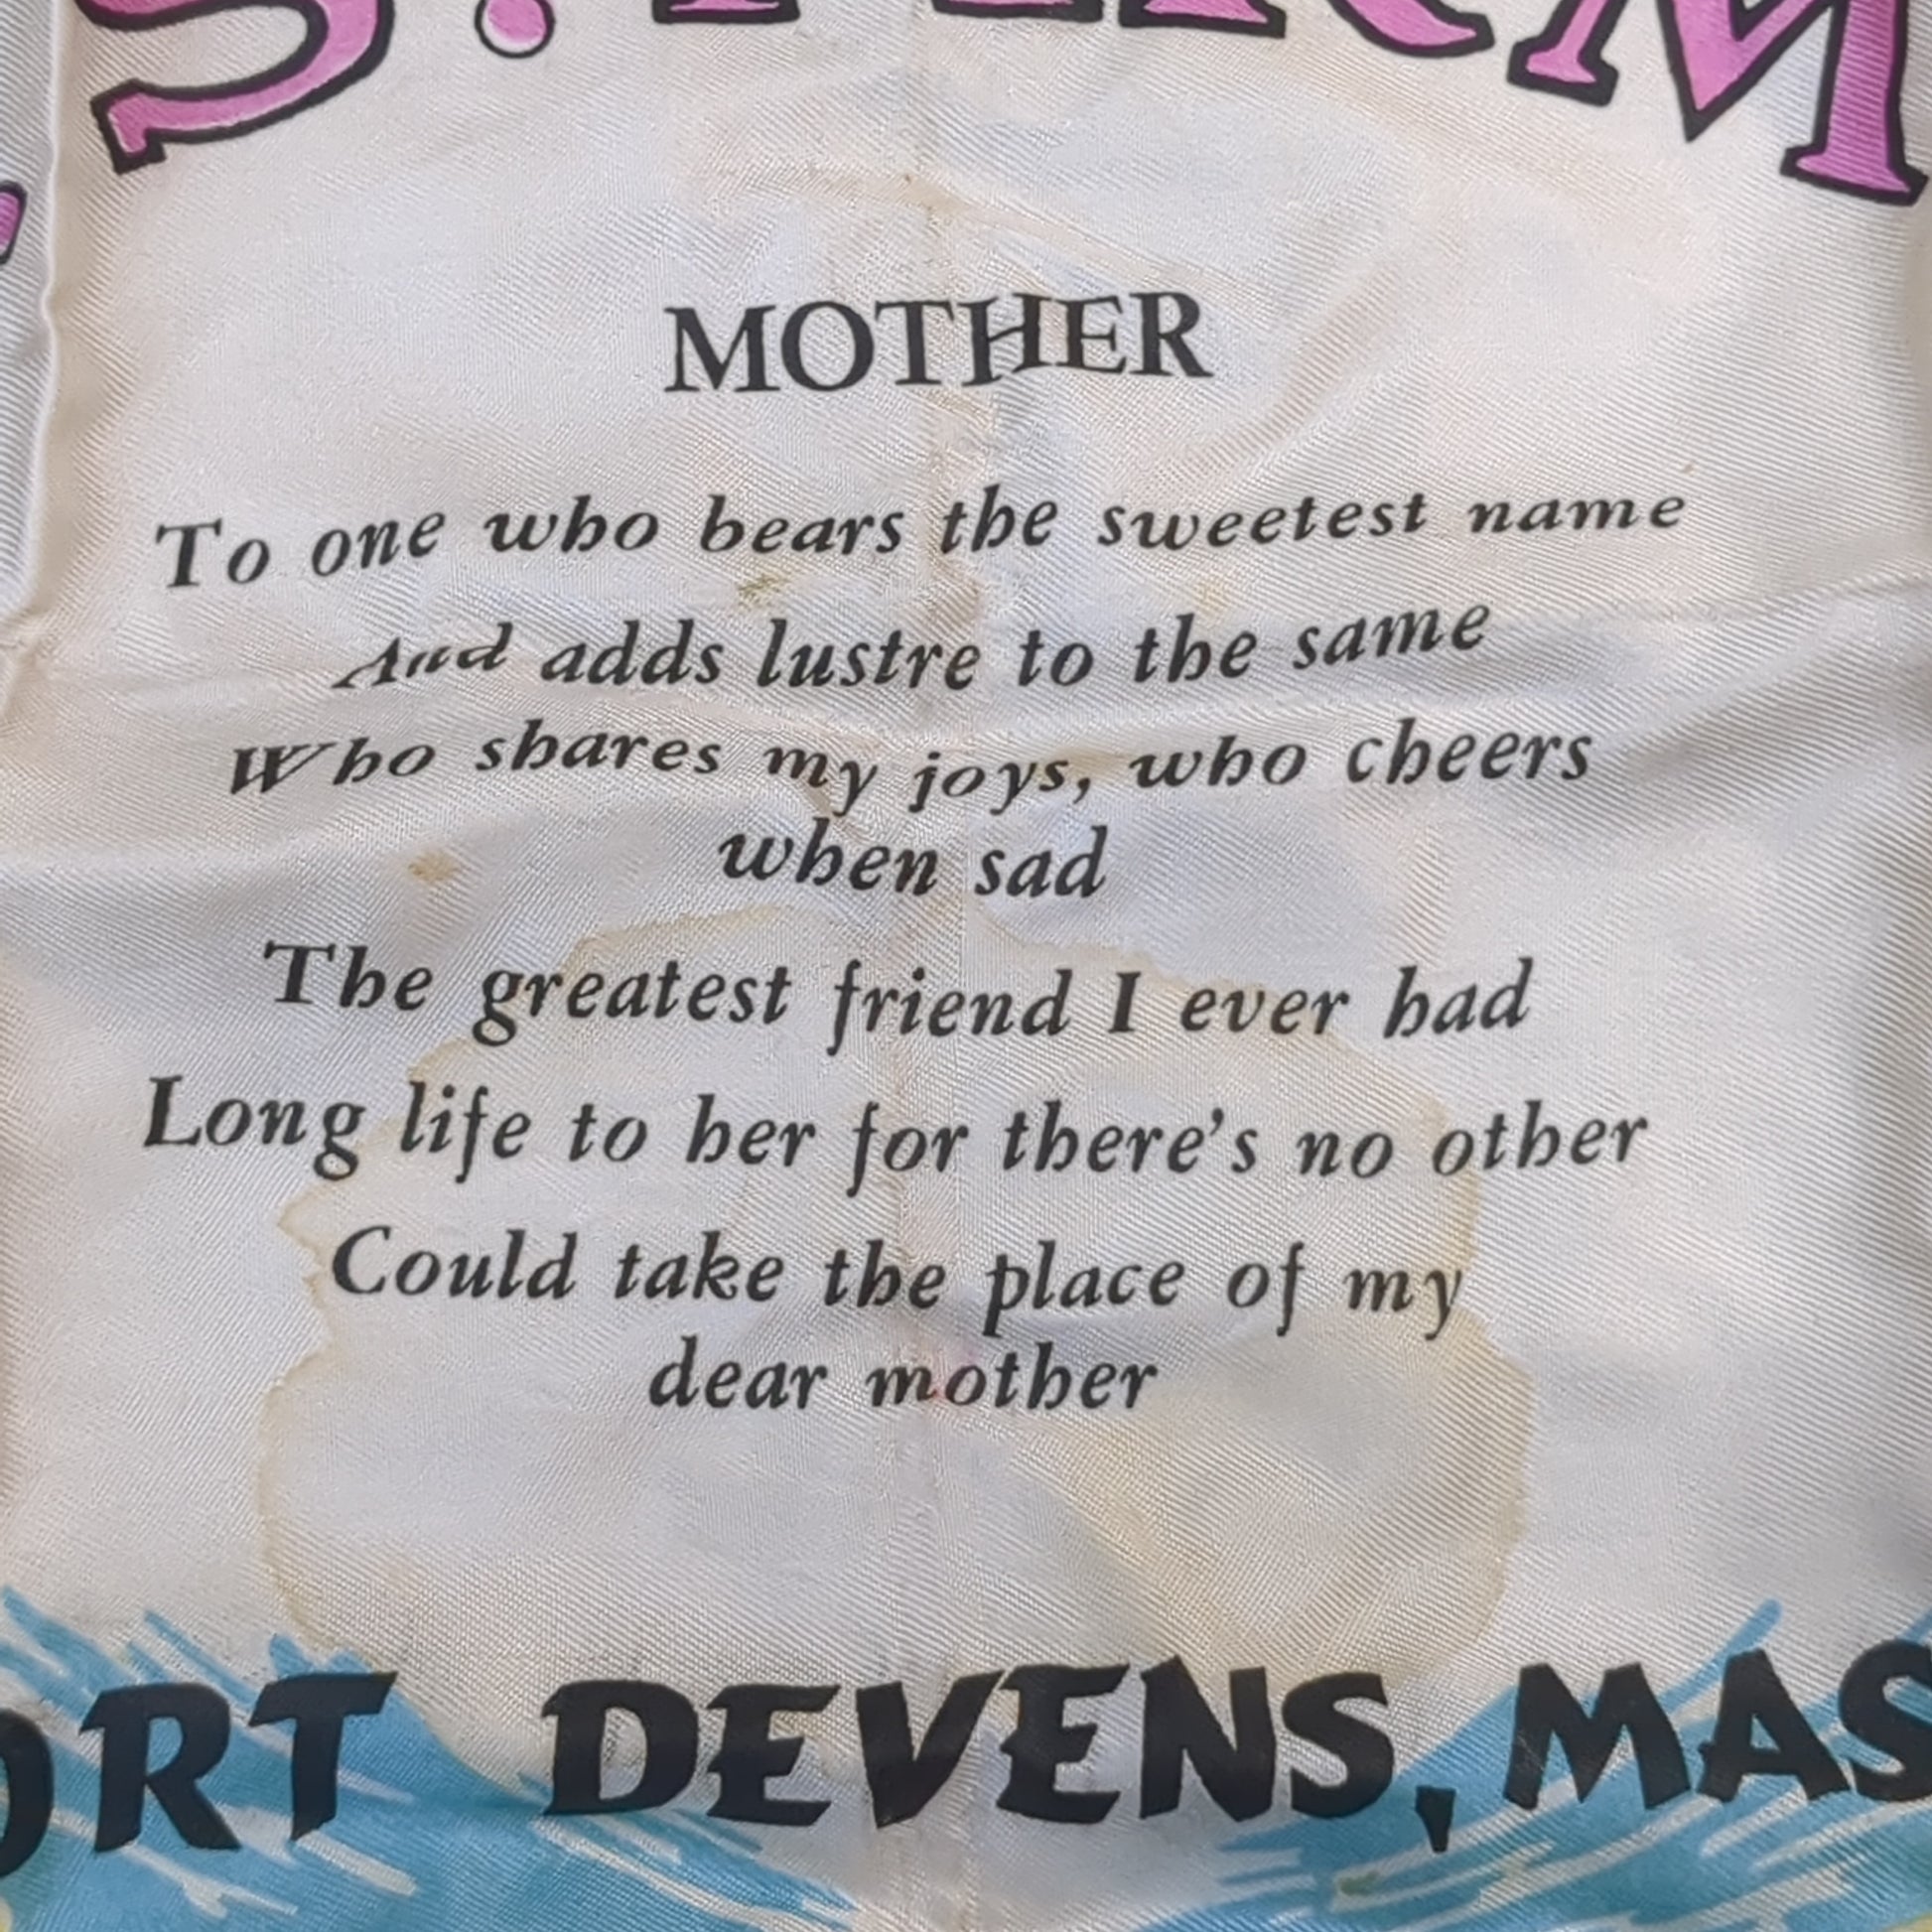 MOTHER
To one who bears the sweetest name
And adds lustre to the same
Who shares my joys, who cheers
when sad
The greatest friend I ever had
Long life to her for there's no other
Could take the place of my
dear mother
ORT DEVENS, MAS